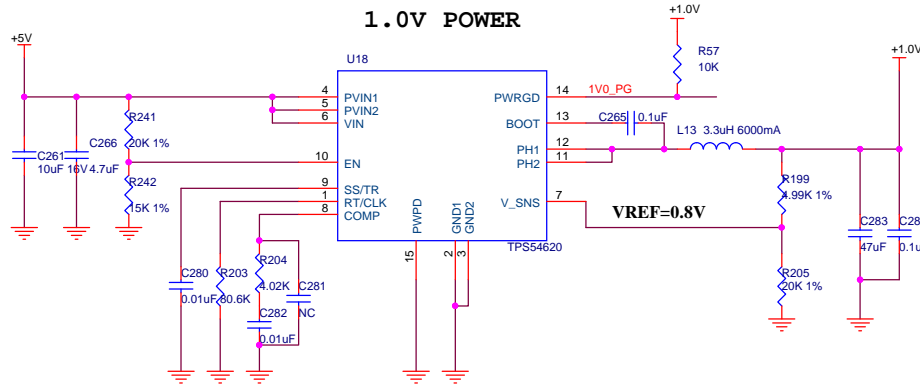 1.0V POWER
+1.0V
+5V
+1.0V
U18
R57
10K
4
PVIN1
5
PVIN2
6
VIN
PWRGD
14
1V0_PG
BOOT
13
C265
0.1uF
R241
20K 1%
C261
10uF 16V
C266
4.7uF
PH1
12
PH2
11
L13 3.3uH 6000mA
10
EN
R242
15K 1%
9
SS/TR
1
RT/CLK
8
COMP
V_SNS
7
R199
4.99K 1%
VREF=0.8V
PWPD
GND1
GND2
15
2
3
TPS54620
C283
47uF
C28
0.1u
C280
0.01uF
R203
80.6K
R204
4.02K
C281
NC
C282
0.01uF
R205
20K 1%